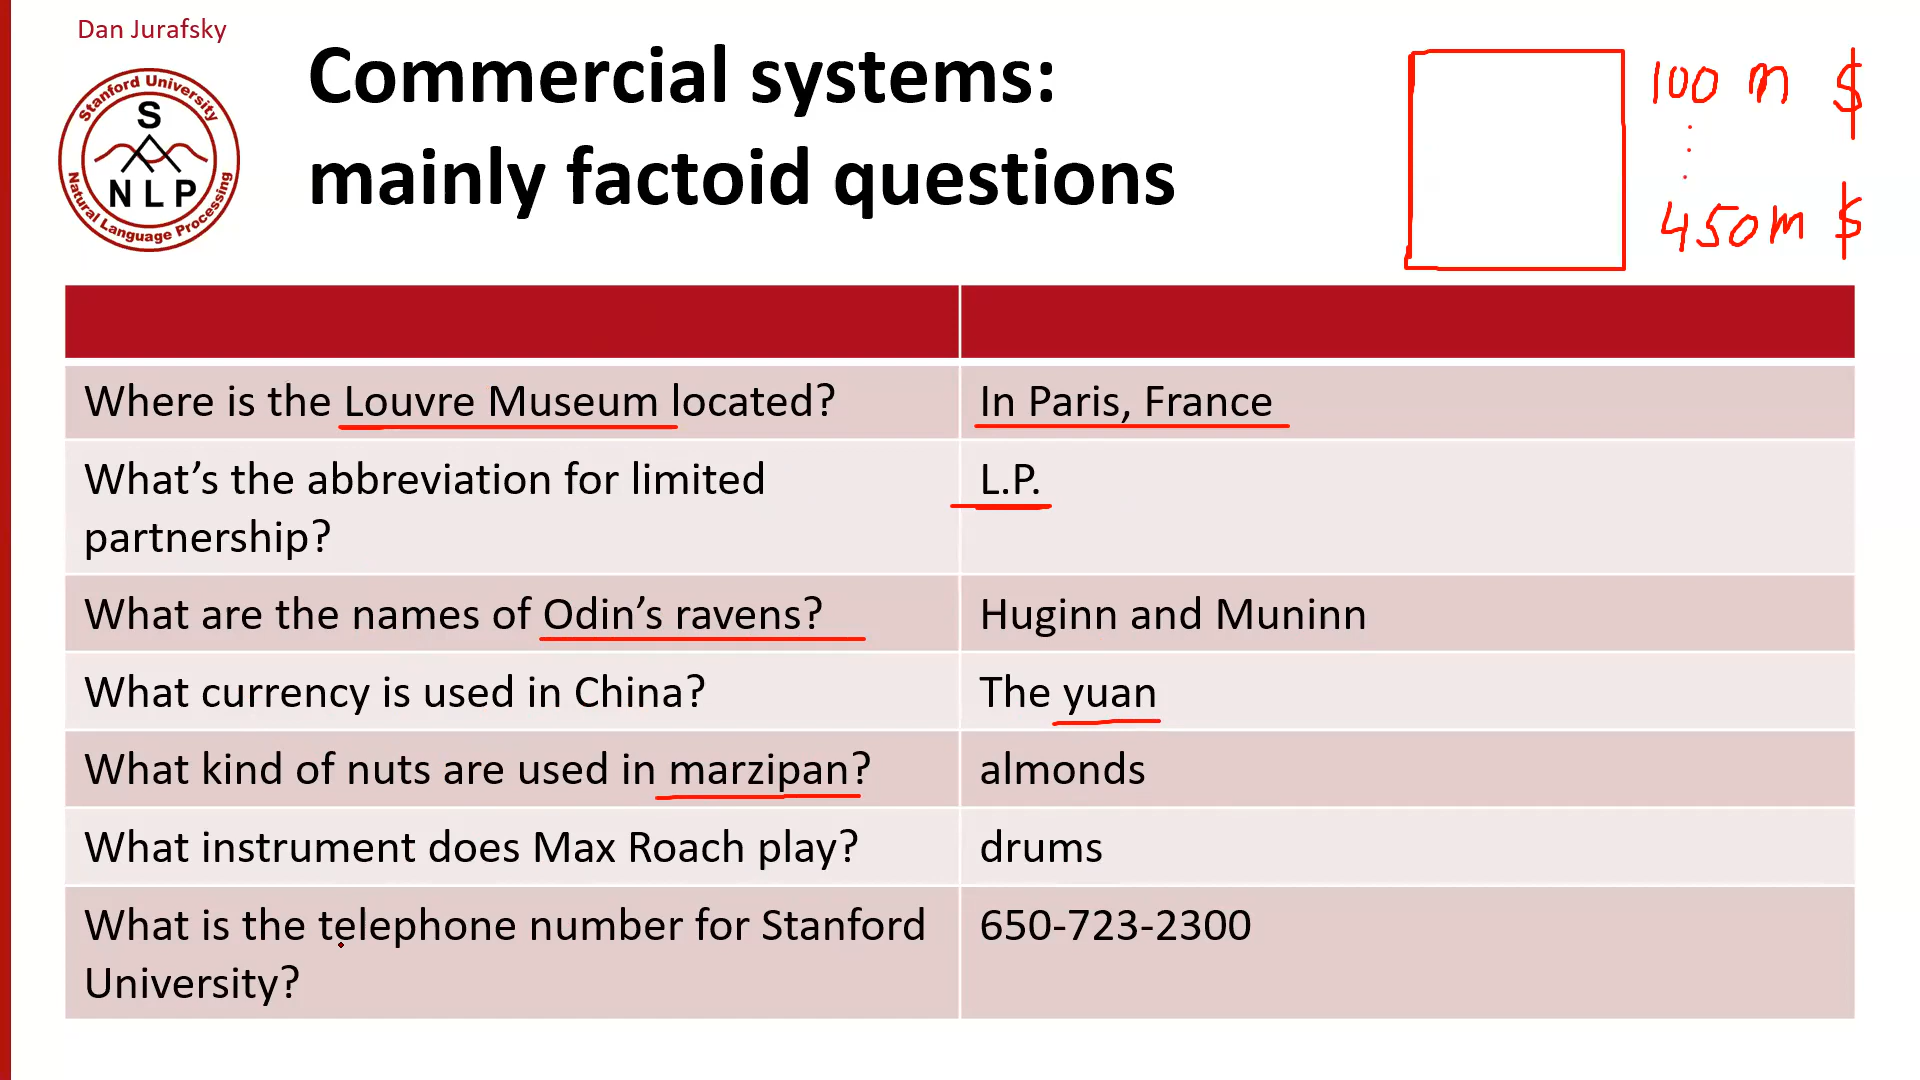 Dan Jurafsky
Stanford University
S
NLP
Natural Language Processing
Commercial systems:
mainly factoid questions
100 m $
450m $
Where is the Louvre Museum located?
In Paris, France
What’s the abbreviation for limited
partnership?
L.P.
What are the names of Odin’s ravens?
Huginn and Muninn
What currency is used in China?
The yuan
What kind of nuts are used in marzipan?
almonds
What instrument does Max Roach play?
drums
What is the telephone number for Stanford
University?
650-723-2300